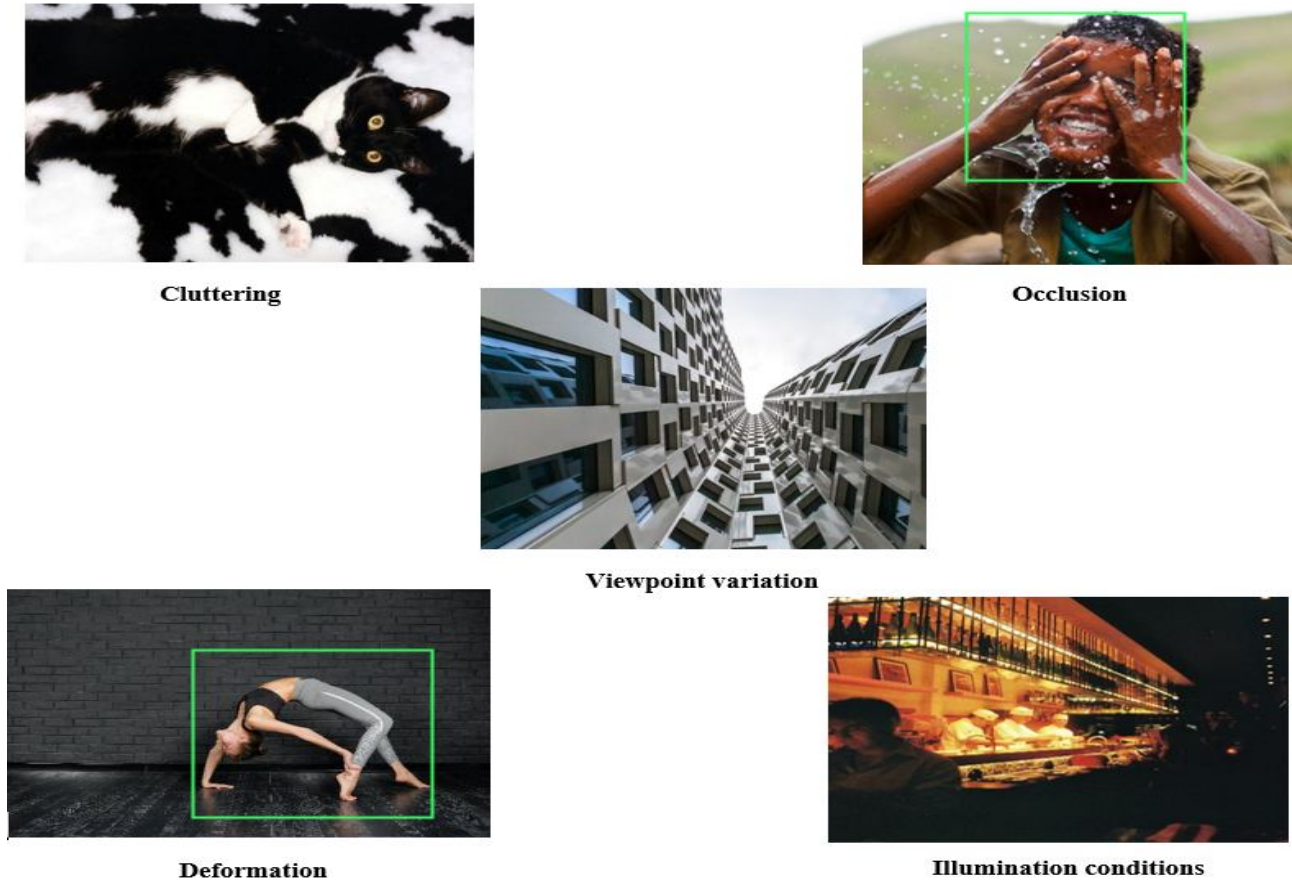 Cluttering
Occlusion
Viewpoint variation
Deformation
Illumination conditions